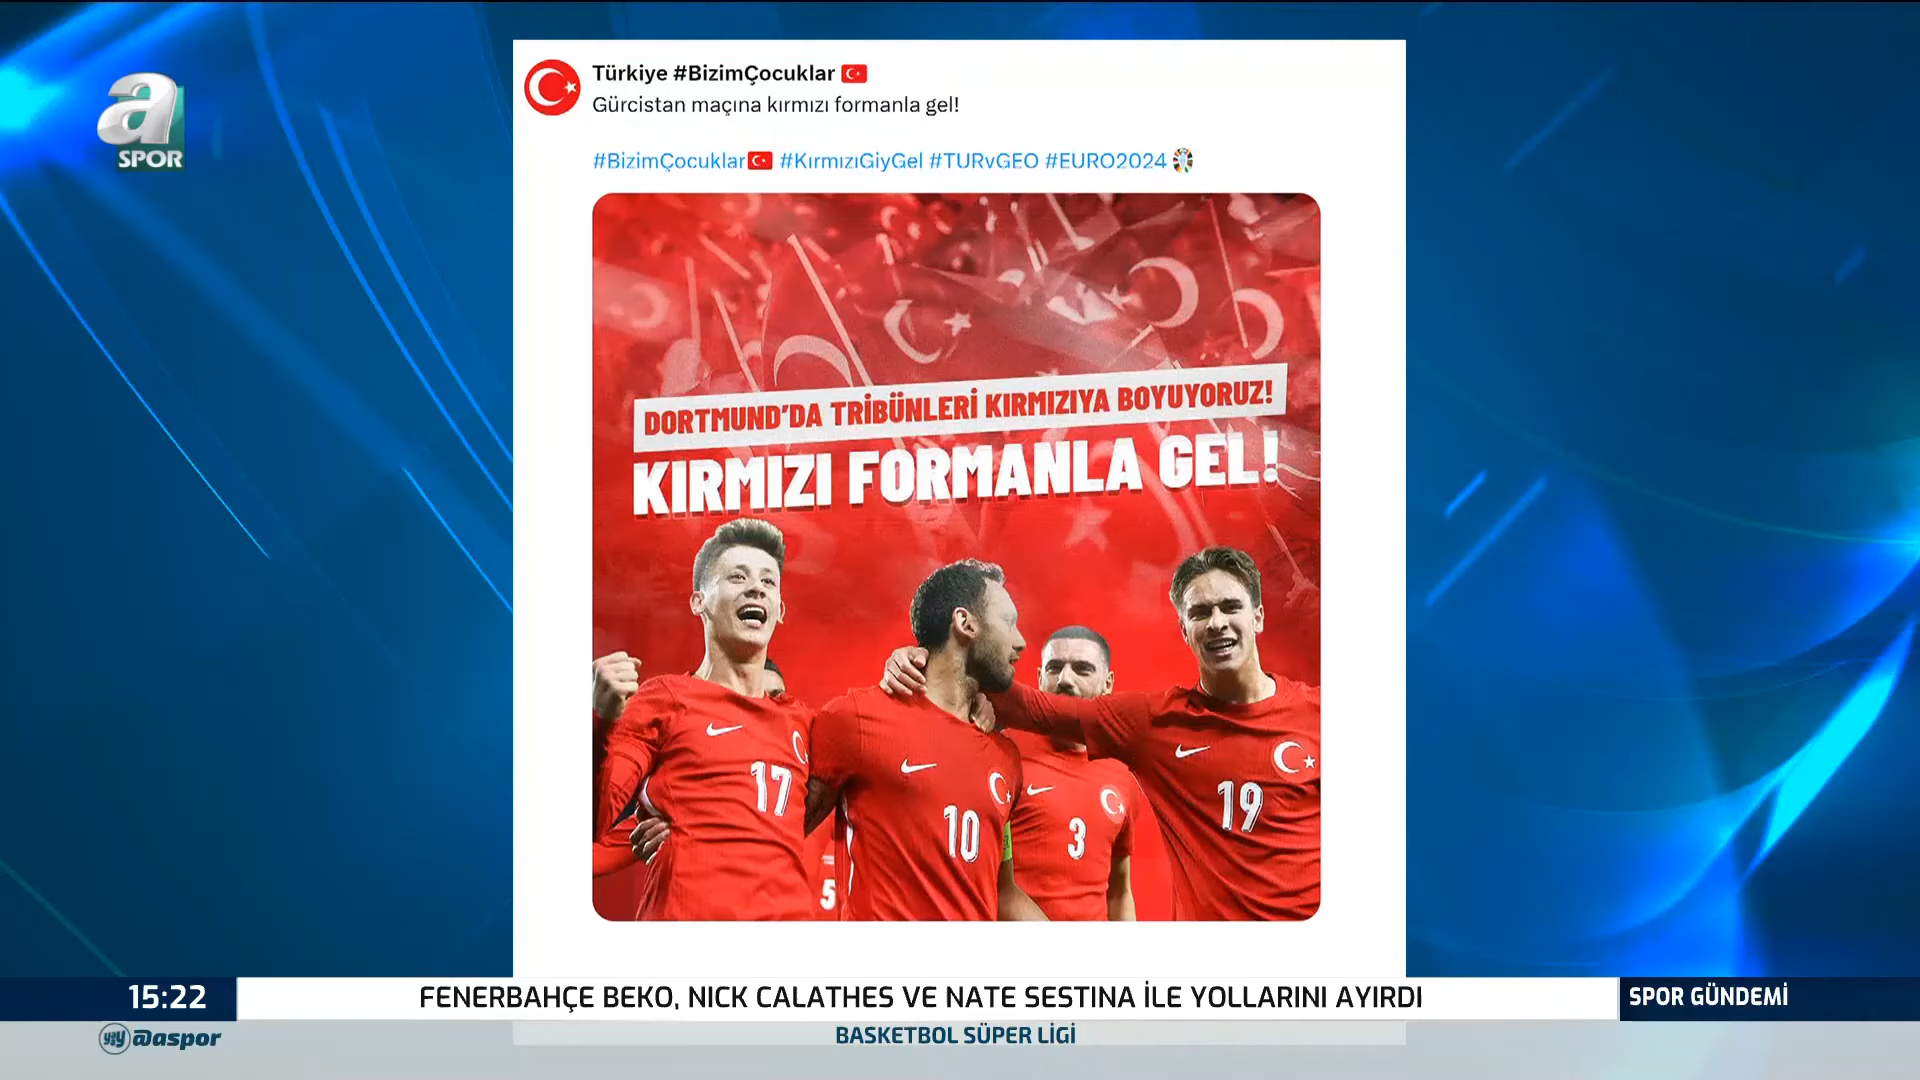 a
SPOR
Türkiye #BizimÇocuklar
Gürcistan maçına kırmızı formanla gel!
#BizimÇocuklar #KırmızıGiyGel #TURvGEO #EURO2024
DORTMUND'DA TRİBÜNLERİ KIRMIZIYA BOYUYORUZ!
KIRMIZI FORMANLA GEL!
17
10
3
19
5
15:22
FENERBAHÇE BEKO, NICK CALATHES VE NATE SESTINA İLE YOLLARINI AYIRDI
SPOR GÜNDEMİ
@aspor
BASKETBOL SÜPER LİGİ